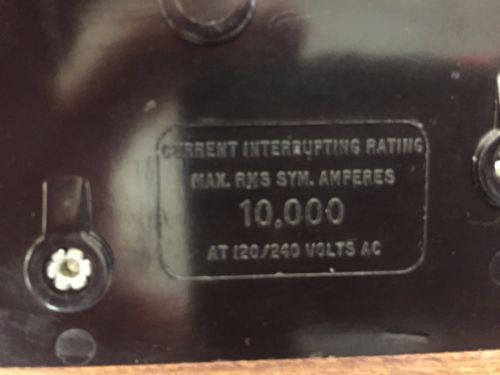 CURRENT INTERRUPTING RATING
MAX. RMS SYM. AMPERES
10,000
AT 120/240 VOLTS AC